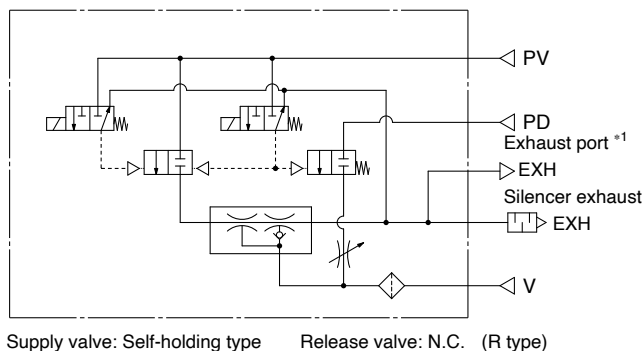 PV
PD
Exhaust port *1
EXH
Silencer exhaust
EXH
V
Supply valve: Self-holding type Release valve: N.C. (R type)